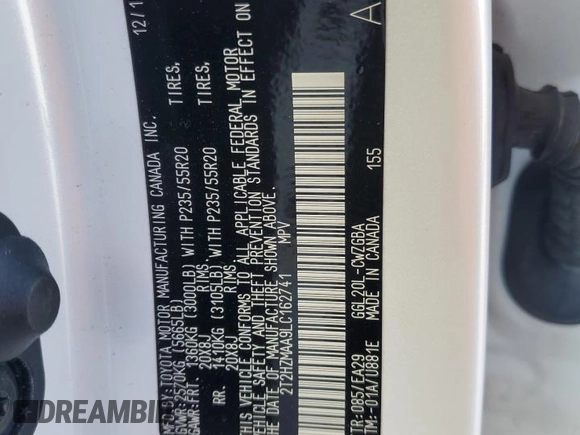 12/1
MFD. BY: TOYOTA MOTOR MANUFACTURING CANADA INC.
GVWR: 2570KG (5665LB)
GAWR: FRT 1360KG (3000LB) WITH P235/55R20 TIRES,
20X8J RIMS
RR 1410KG (3105LB) WITH P235/55R20 TIRES,
20X8J RIMS
THIS VEHICLE CONFORMS TO ALL APPLICABLE FEDERAL MOTOR
VEHICLE SAFETY AND THEFT PREVENTION STANDARDS IN EFFECT ON
THE DATE OF MANUFACTURE SHOWN ABOVE.
2T2HZMAA9LC162741 MPV
A
TR:085/EA29 GGL20L-CWZGBA
TM:-01A/U881E MADE IN CANADA 155
DREAMBID